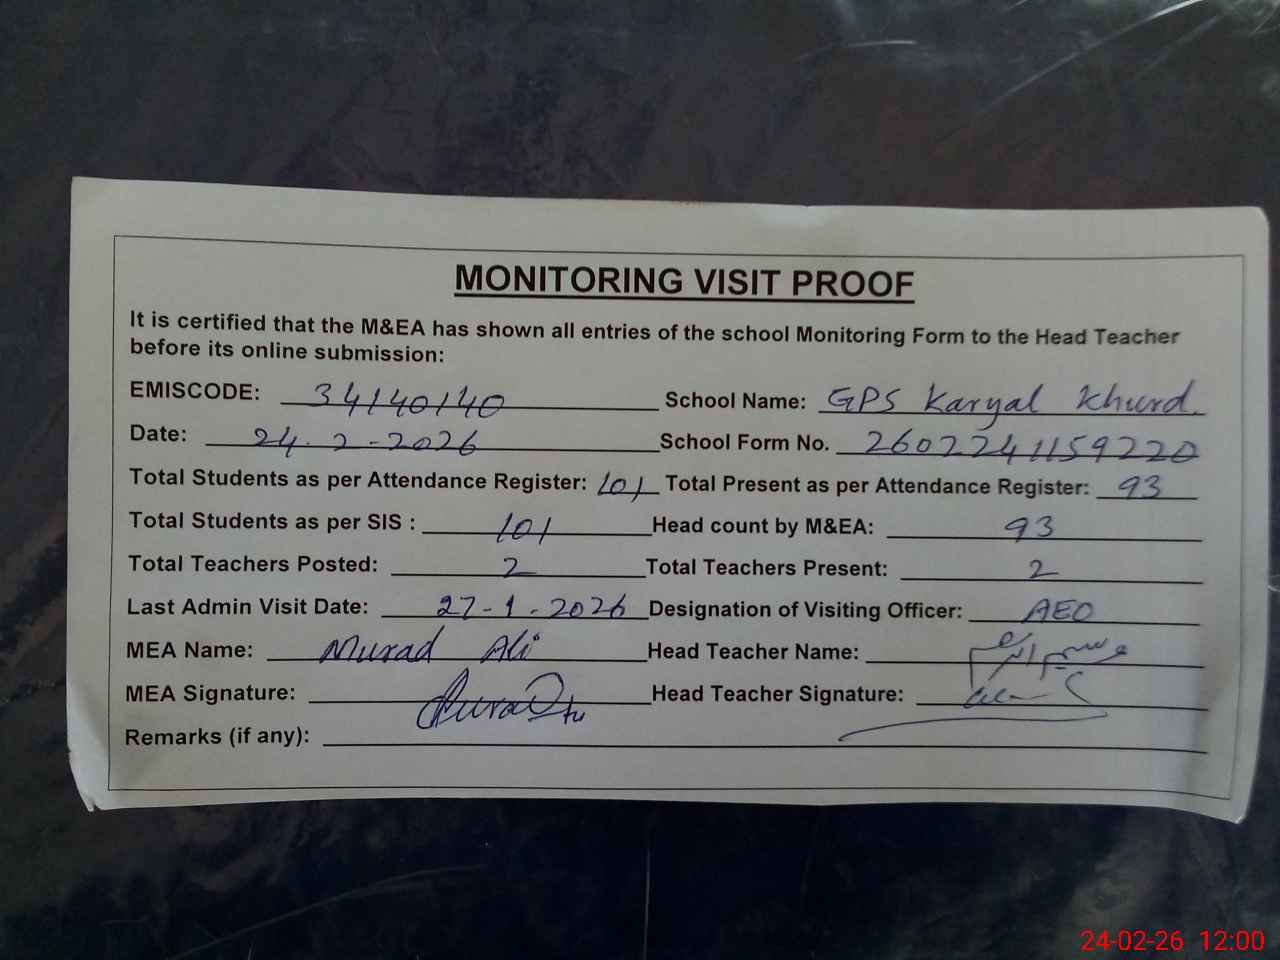 MONITORING VISIT PROOF
It is certified that the M&EA has shown all entries of the school Monitoring Form to the Head Teacher
before its online submission:
EMISCODE: 34140140 School Name: GPS Karyal Khurd.
Date: 24-2-2026 School Form No. 2602241159220
Total Students as per Attendance Register: 101 Total Present as per Attendance Register: 93
Total Students as per SIS : 101 Head count by M&EA: 93
Total Teachers Posted: 2 Total Teachers Present: 2
Last Admin Visit Date: 27-1-2026 Designation of Visiting Officer: AEO
MEA Name: Murad Ali Head Teacher Name:
MEA Signature: Head Teacher Signature:
Remarks (if any):
24-02-26 12:00